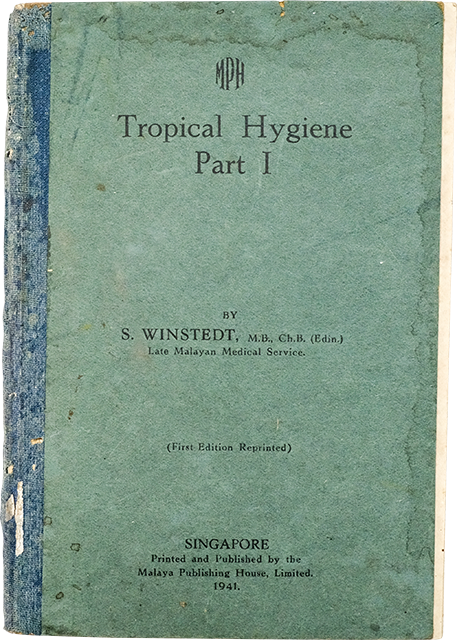 MPH
Tropical Hygiene
Part I
BY
S. WINSTEDT, M.B., Ch.B. (Edin.)
Late Malayan Medical Service.
(First Edition Reprinted)
SINGAPORE
Printed and Published by the
Malaya Publishing House, Limited.
1941.